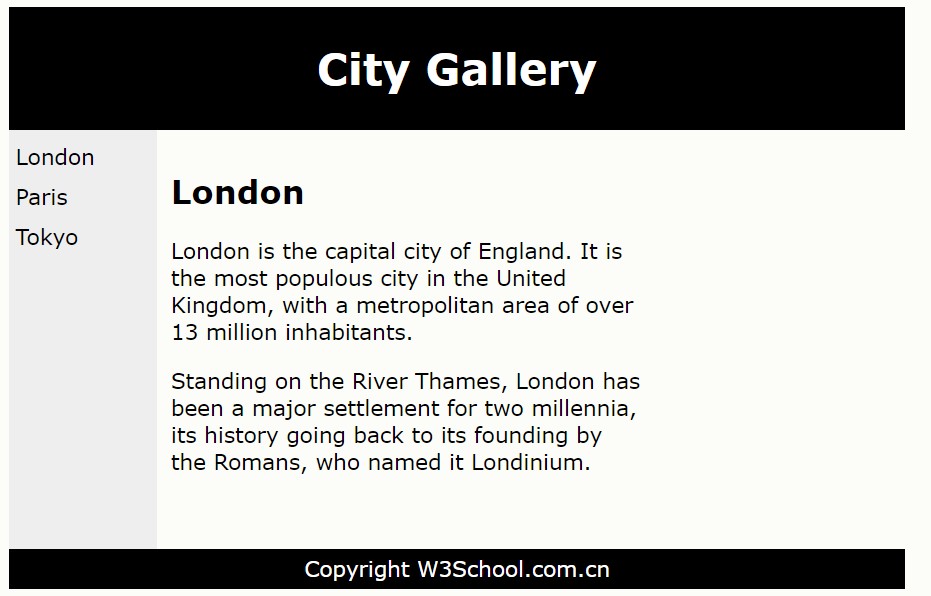 City Gallery
London
Paris
Tokyo
London
London is the capital city of England. It is
the most populous city in the United
Kingdom, with a metropolitan area of over
13 million inhabitants.
Standing on the River Thames, London has
been a major settlement for two millennia,
its history going back to its founding by
the Romans, who named it Londinium.
Copyright W3School.com.cn